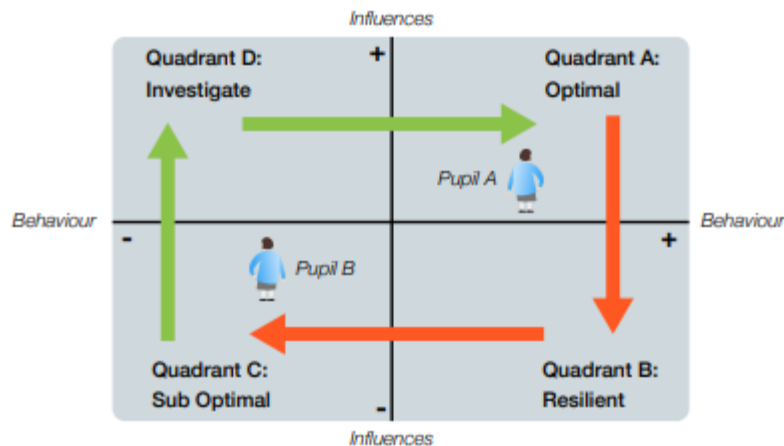 Influences
Quadrant D:
Investigate
+
Quadrant A:
Optimal
Pupil A
Behaviour
-
+
Behaviour
Pupil B
Quadrant C:
Sub Optimal
-
Quadrant B:
Resilient
Influences